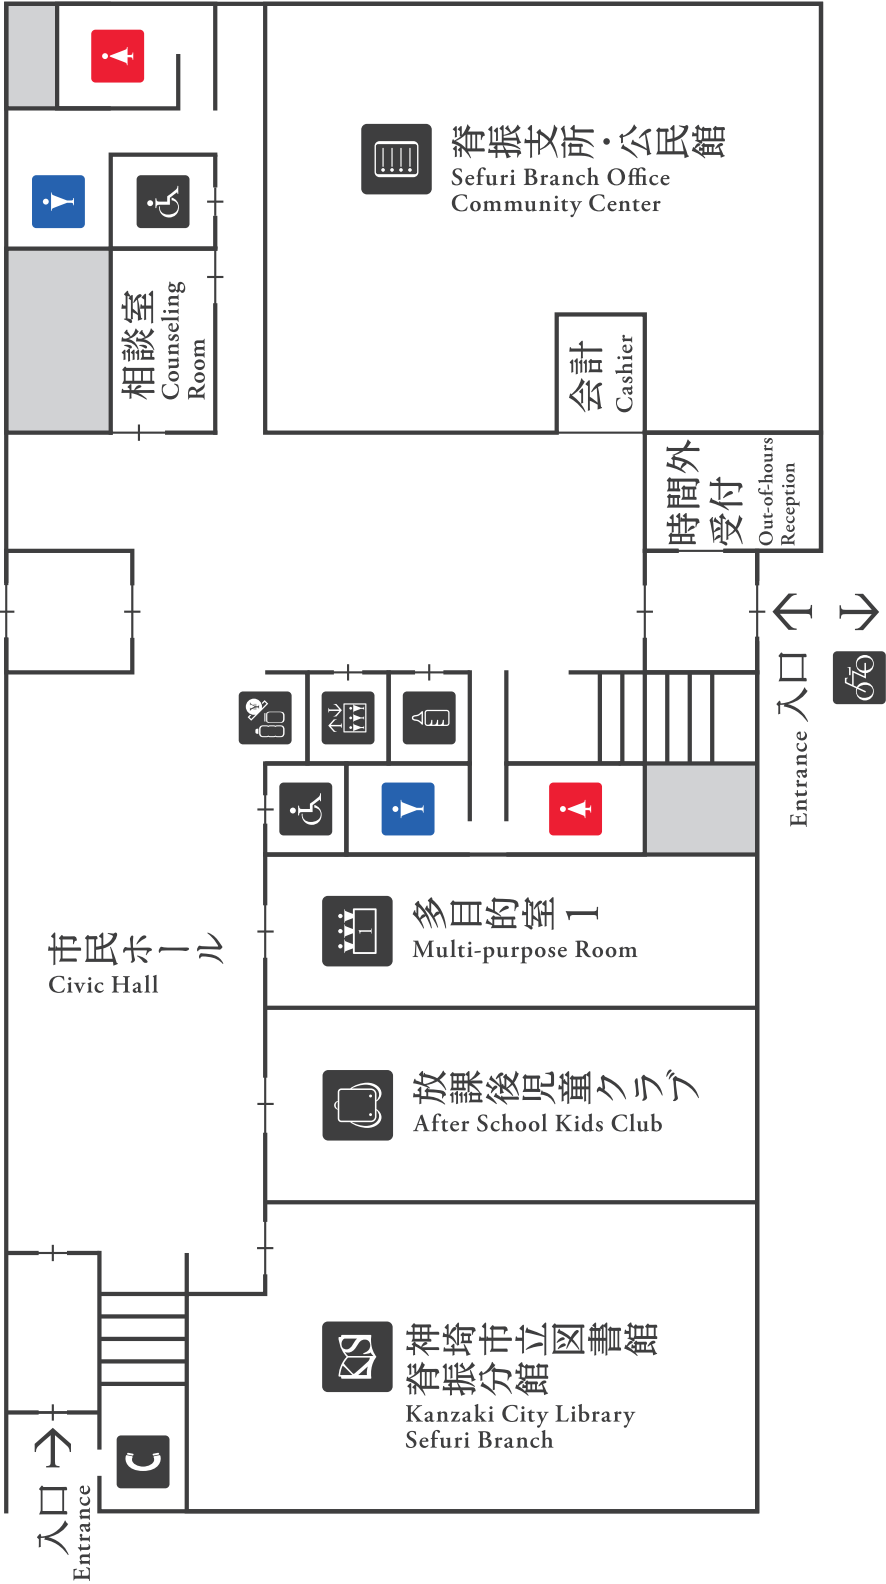 脊振支所・公民館
Sefuri Branch Office
Community Center
相談室
Counseling
Room
会計
Cashier
時間外
受付
Out-of-hours
Reception
入口
Entrance
市民ホール
Civic Hall
1
多目的室 1
Multi-purpose Room
放課後児童クラブ
After School Kids Club
神埼市立図書館
脊振分館
Kanzaki City Library
Sefuri Branch
C
入口
Entrance